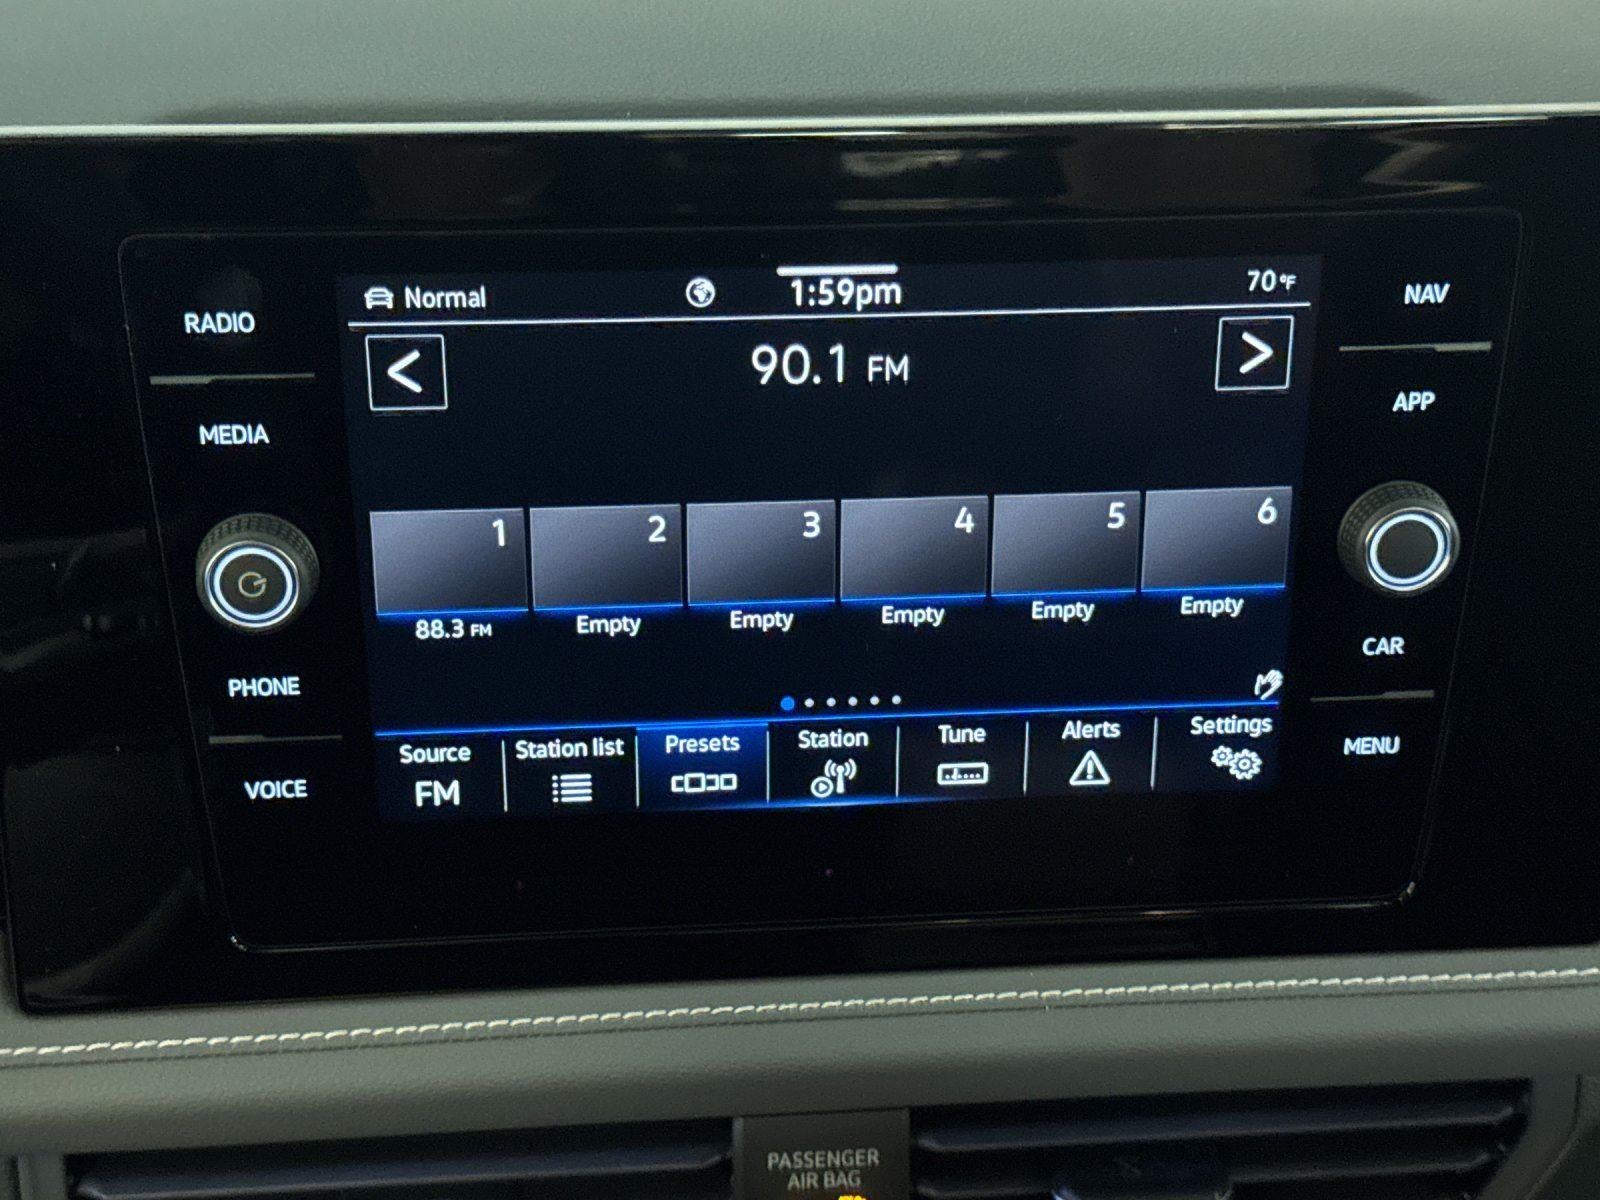 RADIO
MEDIA
PHONE
VOICE
Normal
1:59pm
70°F
<
90.1 FM
>
1
2
3
4
5
6
88.3 FM
Empty
Empty
Empty
Empty
Empty
Source
FM
Station list
Presets
Station
Tune
Alerts
Settings
NAV
APP
CAR
MENU
PASSENGER
AIR BAG